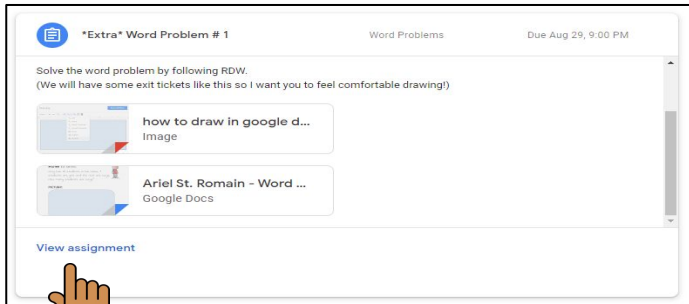 *Extra* Word Problem # 1 Word Problems Due Aug 29, 9:00 PM
Solve the word problem by following RDW.
(We will have some exit tickets like this so I want you to feel comfortable drawing!)
how to draw in google d...
Image
Ariel St. Romain - Word ...
Google Docs
View assignment